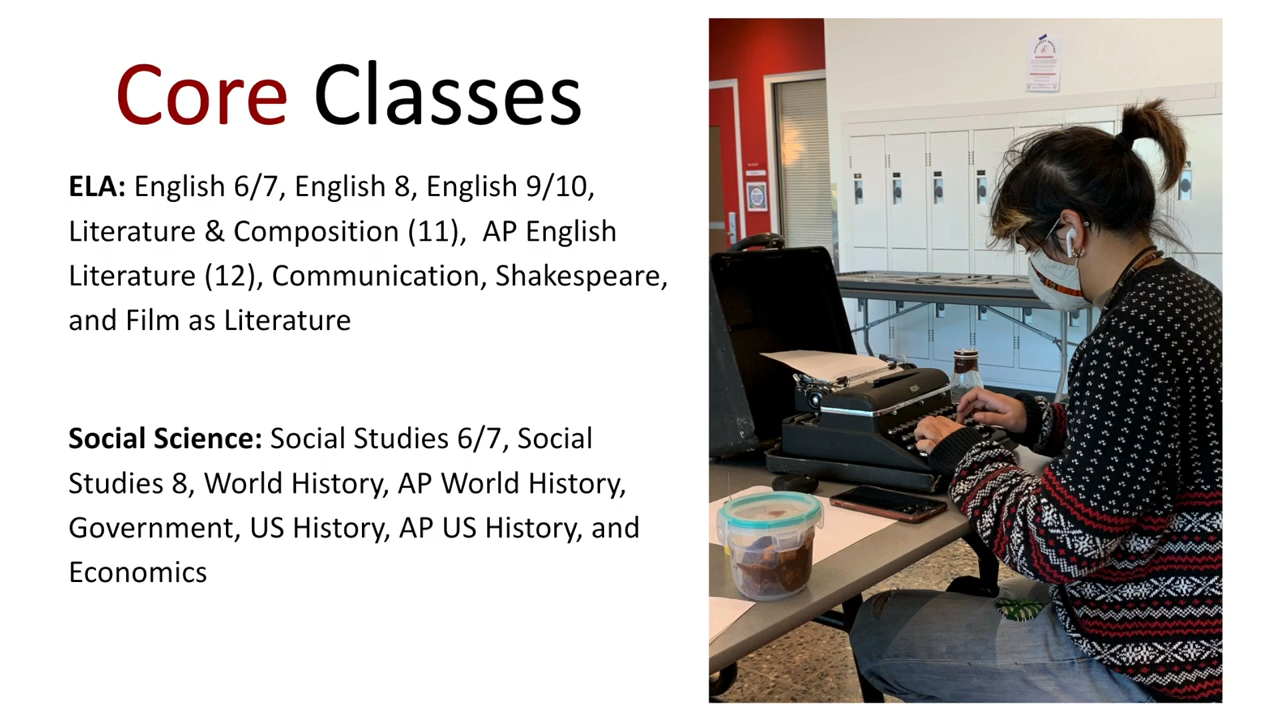 Core Classes
ELA: English 6/7, English 8, English 9/10,
Literature & Composition (11),  AP English
Literature (12), Communication, Shakespeare,
and Film as Literature
Social Science: Social Studies 6/7, Social
Studies 8, World History, AP World History,
Government, US History, AP US History, and
Economics